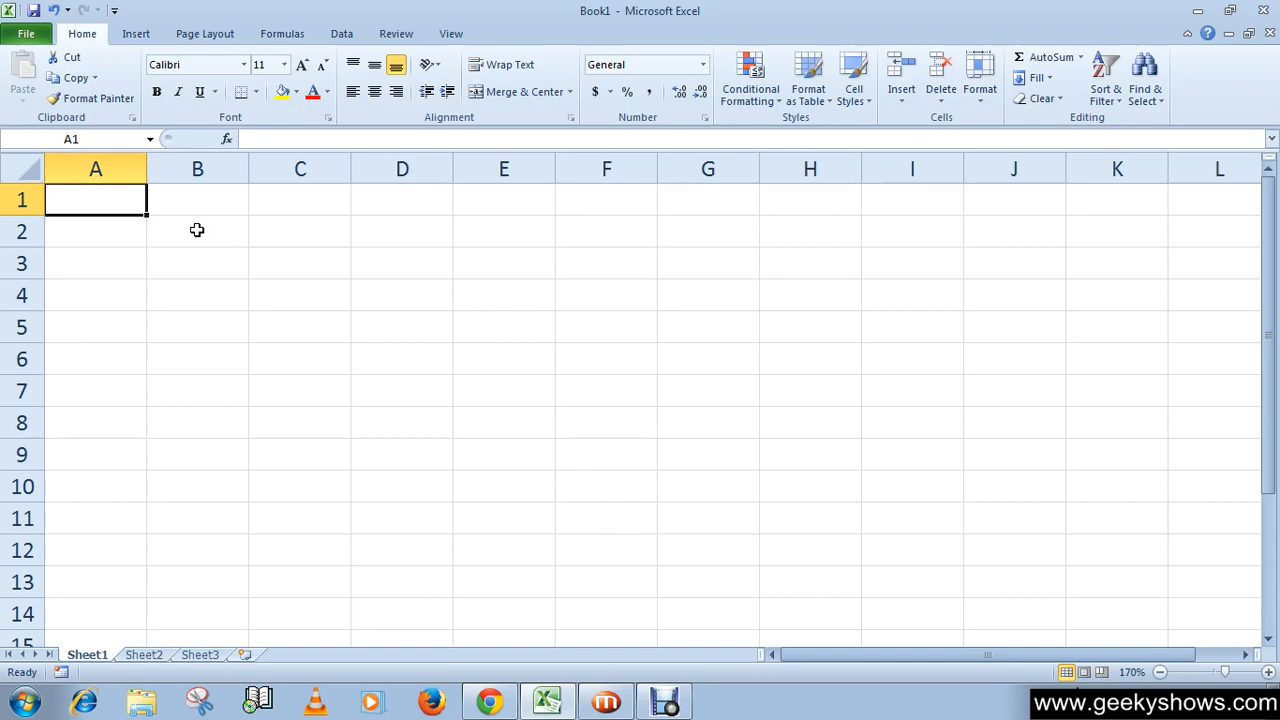 Book1 - Microsoft Excel
File Home Insert Page Layout Formulas Data Review View
Paste
Cut
Copy
Format Painter
Clipboard
Calibri 11
B I U A
Font
Wrap Text
Merge & Center
Alignment
General
$ % ,
Number
Conditional Formatting
Format as Table
Cell Styles
Styles
Insert Delete Format
Cells
AutoSum
Fill
Clear
Sort & Filter
Find & Select
Editing
A1 fx
A B C D E F G H I J K L
1
2
3
4
5
6
7
8
9
10
11
12
13
14
15
Sheet1 Sheet2 Sheet3
Ready 170%
www.geekyshows.com